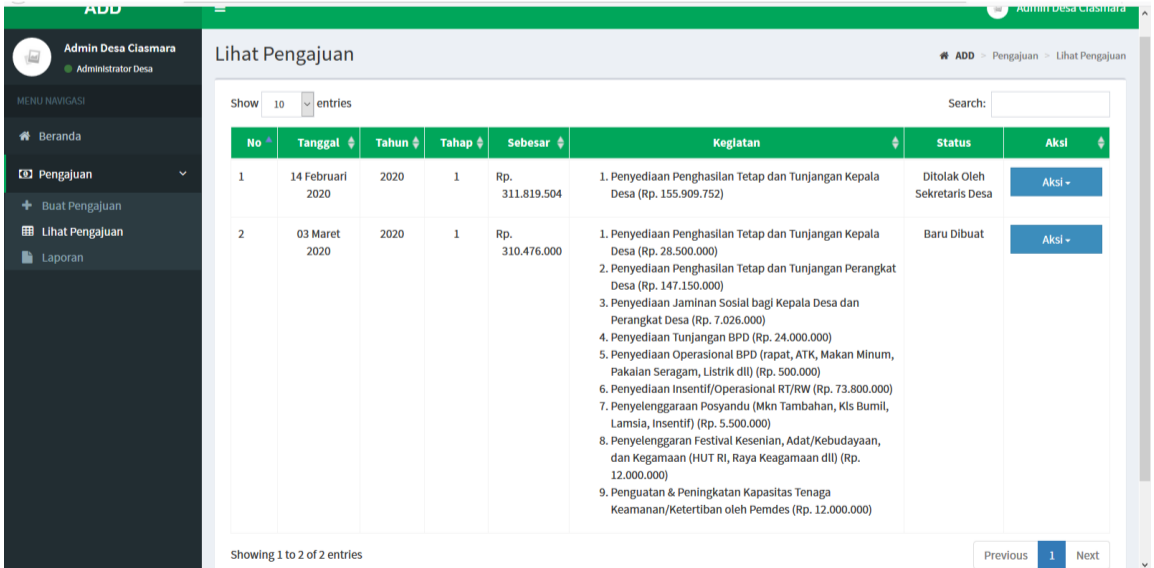 ADD
Admin Desa Ciasmara
Admin Desa Ciasmara
Administrator Desa
Lihat Pengajuan
ADD > Pengajuan > Lihat Pengajuan
MENU NAVIGASI
Beranda
Pengajuan
Buat Pengajuan
Lihat Pengajuan
Laporan
Show 10 entries
Search:
No Tanggal Tahun Tahap Sebesar Kegiatan Status Aksi
1 14 Februari 2020 2020 1 Rp. 311.819.504
1. Penyediaan Penghasilan Tetap dan Tunjangan Kepala
Desa (Rp. 155.909.752)
Ditolak Oleh
Sekretaris Desa
Aksi
2 03 Maret 2020 2020 1 Rp. 310.476.000
1. Penyediaan Penghasilan Tetap dan Tunjangan Kepala
Desa (Rp. 28.500.000)
2. Penyediaan Penghasilan Tetap dan Tunjangan Perangkat
Desa (Rp. 147.150.000)
3. Penyediaan Jaminan Sosial bagi Kepala Desa dan
Perangkat Desa (Rp. 7.026.000)
4. Penyediaan Tunjangan BPD (Rp. 24.000.000)
5. Penyediaan Operasional BPD (rapat, ATK, Makan Minum,
Pakaian Seragam, Listrik dll) (Rp. 500.000)
6. Penyediaan Insentif/Operasional RT/RW (Rp. 73.800.000)
7. Penyelenggaraan Posyandu (Mkn Tambahan, Kls Bumil,
Lamsia, Insentif) (Rp. 5.500.000)
8. Penyelenggaran Festival Kesenian, Adat/Kebudayaan,
dan Kegamaan (HUT RI, Raya Keagamaan dll) (Rp.
12.000.000)
9. Penguatan & Peningkatan Kapasitas Tenaga
Keamanan/Ketertiban oleh Pemdes (Rp. 12.000.000)
Baru Dibuat
Aksi
Showing 1 to 2 of 2 entries
Previous 1 Next